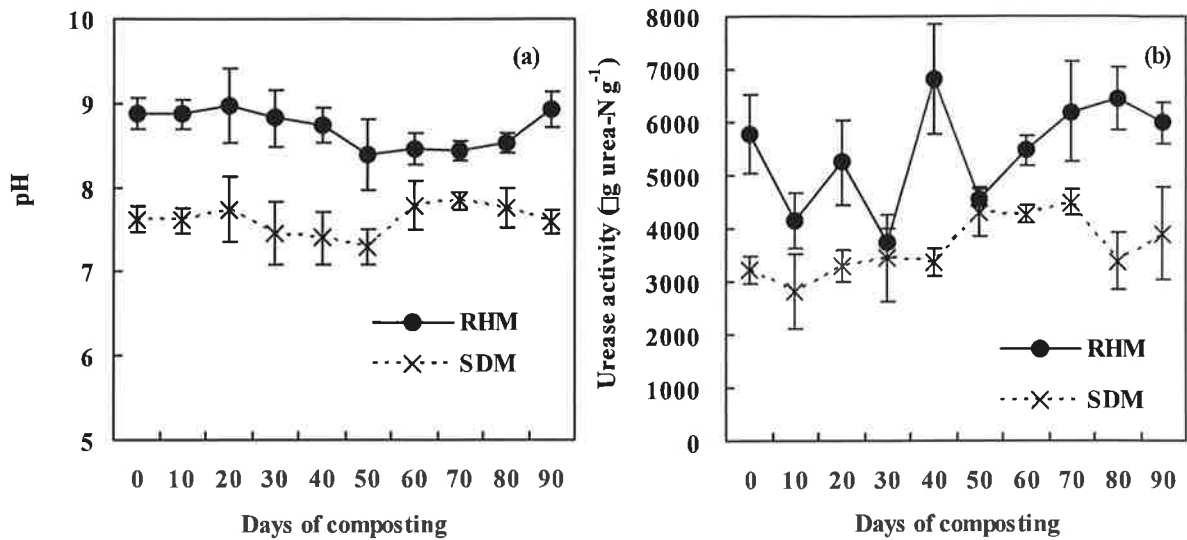 10
9
8
7
6
5
pH
(a)
RHM
SDM
0 10 20 30 40 50 60 70 80 90
Days of composting
8000
7000
6000
5000
4000
3000
2000
1000
0
Urease activity (□g urea-N g⁻¹)
(b)
RHM
SDM
0 10 20 30 40 50 60 70 80 90
Days of composting